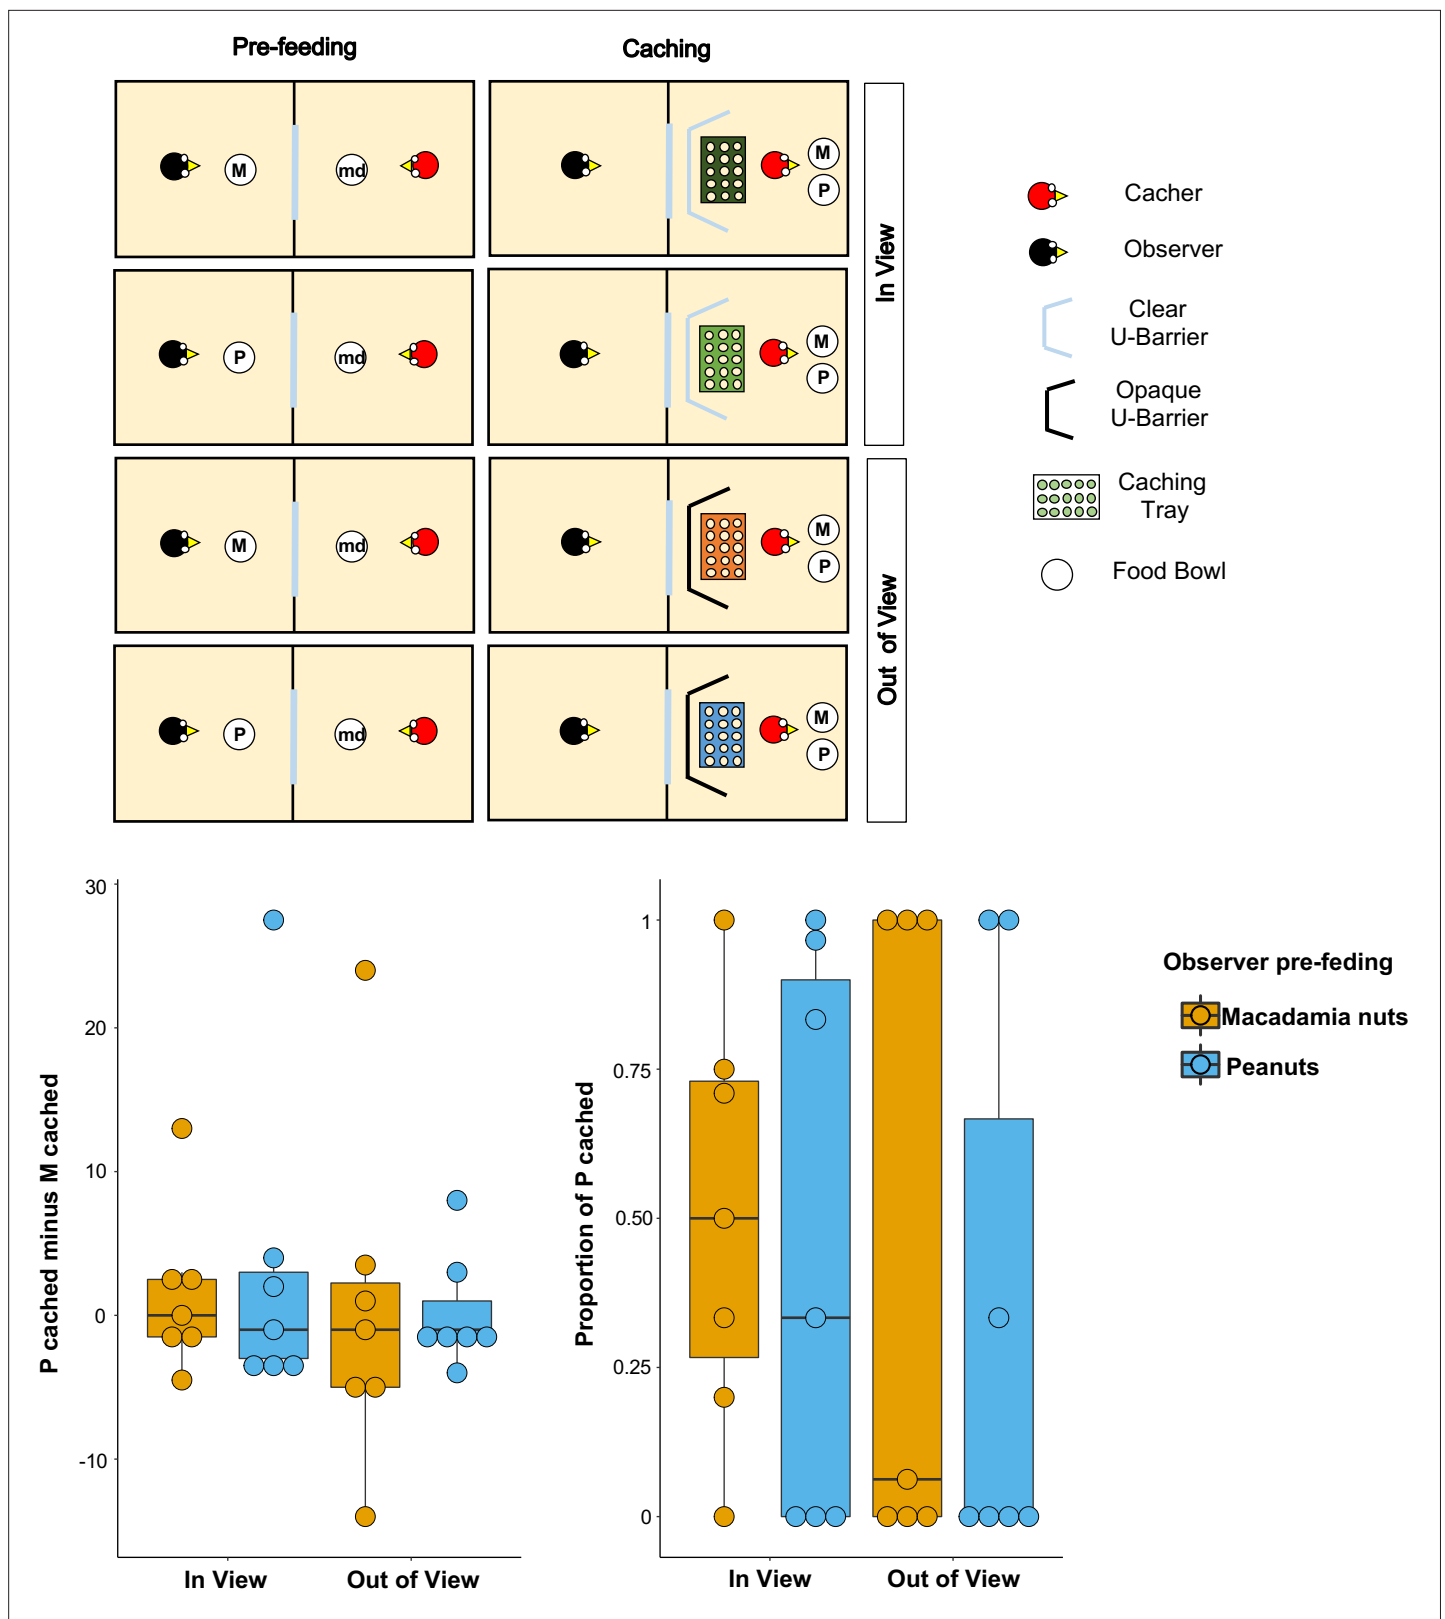 Pre-feeding
Caching
M
md
M
P
P
md
M
P
In View
M
md
M
P
P
md
M
P
Out of View
Cacher
Observer
Clear
U-Barrier
Opaque
U-Barrier
Caching
Tray
Food Bowl
P cached minus M cached
30
20
10
0
-10
In View
Out of View
Proportion of P cached
1
0.75
0.50
0.25
0
In View
Out of View
Observer pre-feding
Macadamia nuts
Peanuts